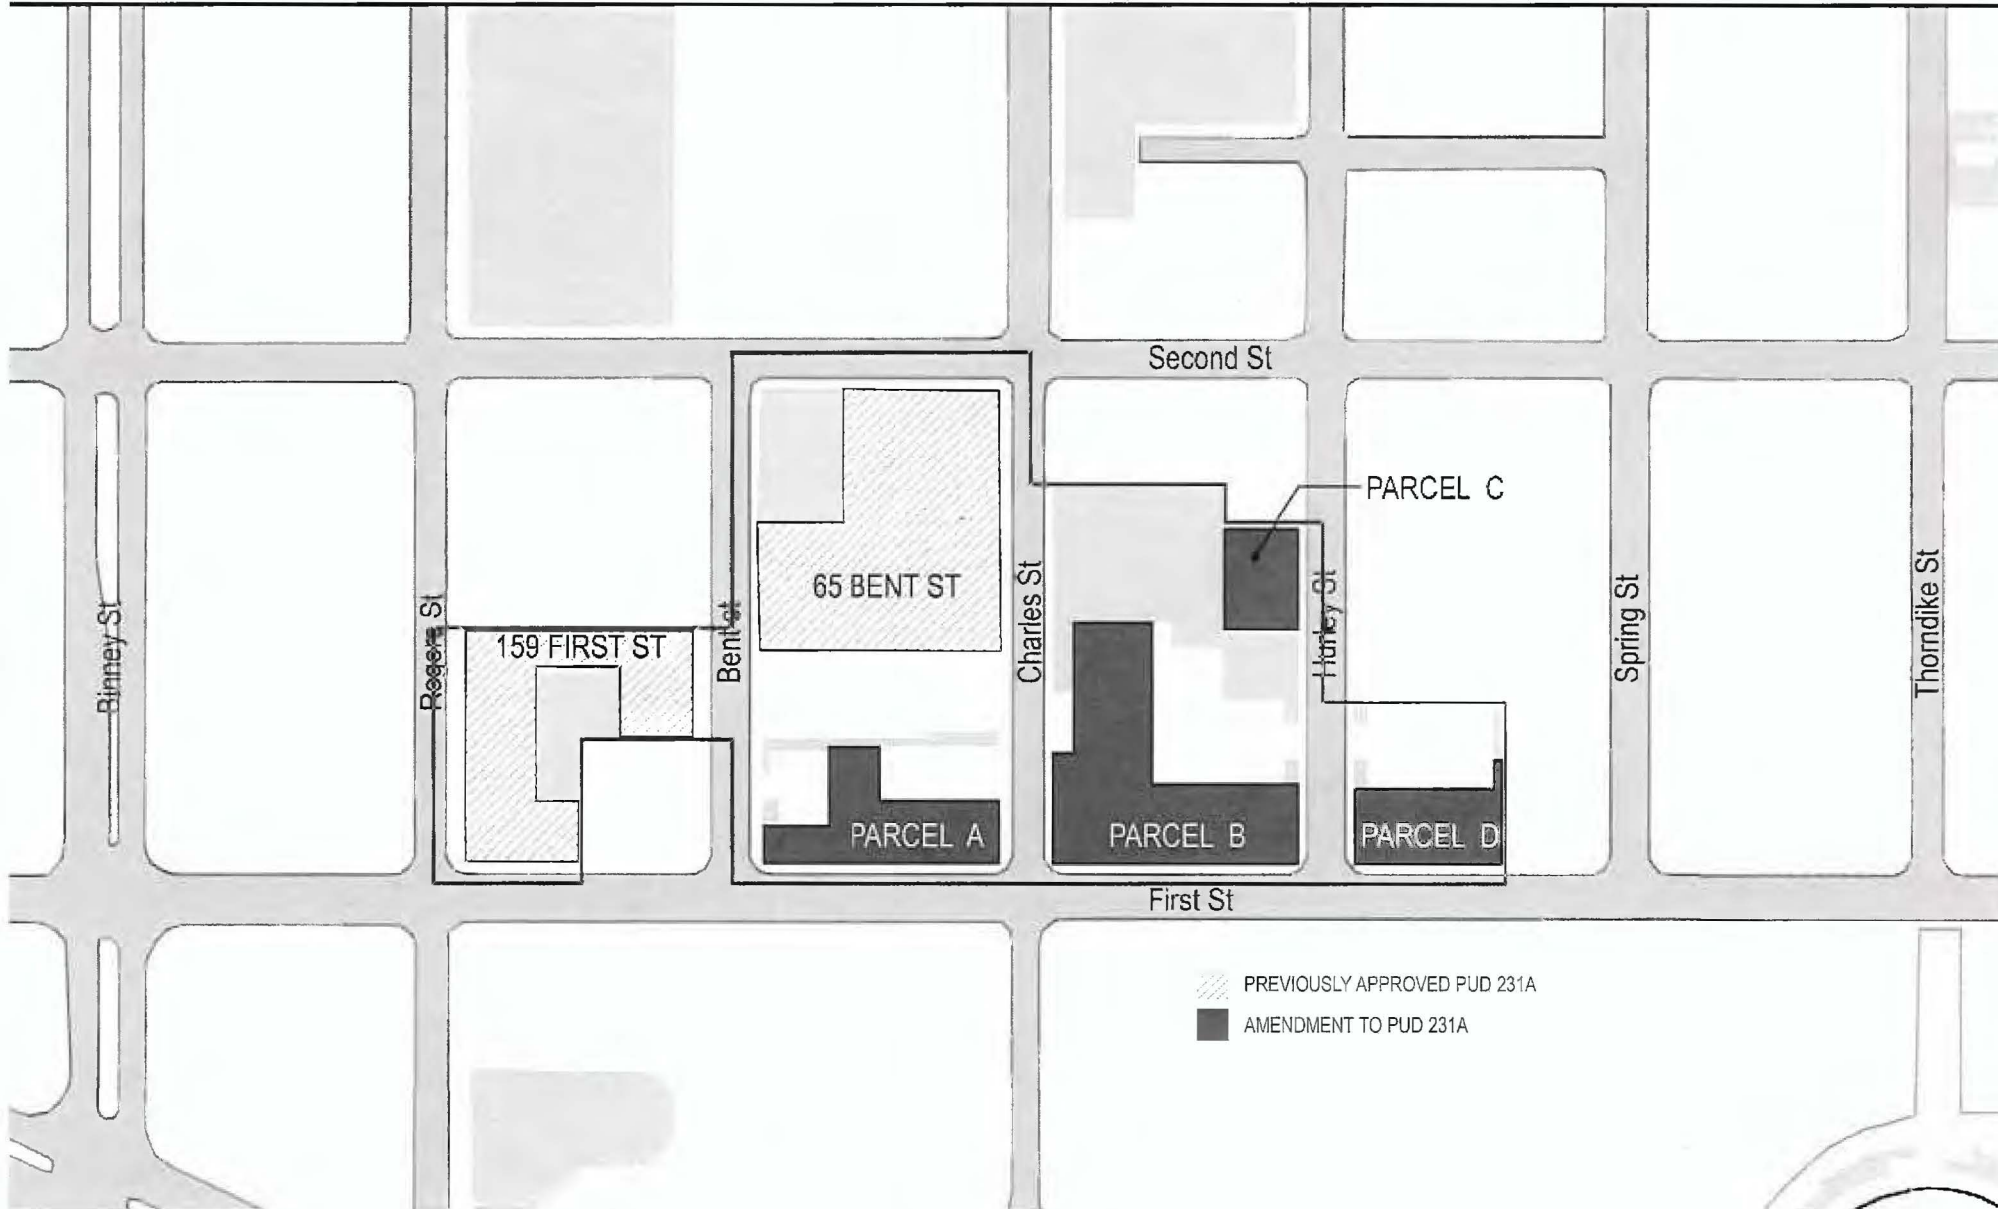 Second St
PARCEL C
65 BENT ST
159 FIRST ST
Binney St
Rogers St
Bent st
Charles St
Hurley St
Spring St
Thorndike St
PARCEL A
PARCEL B
PARCEL D
First St
PREVIOUSLY APPROVED PUD 231A
AMENDMENT TO PUD 231A